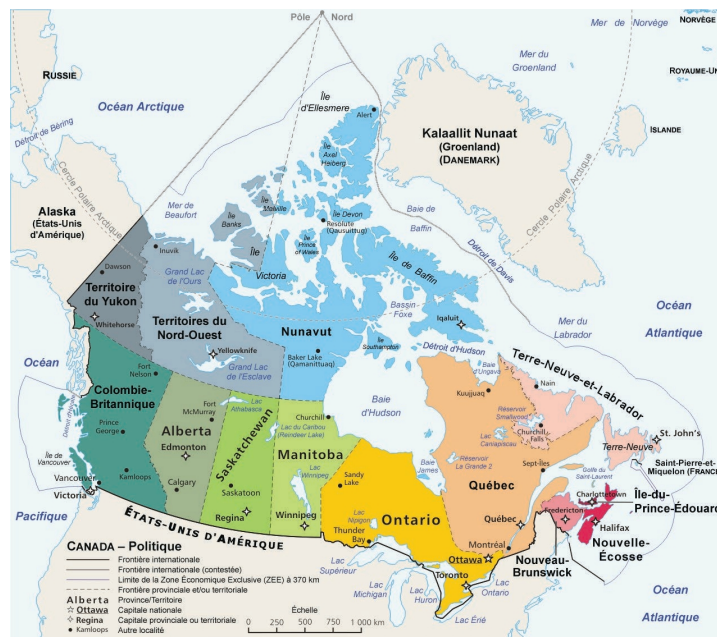 Pôle Nord
Mer de Norvège
NORVÈGE
RUSSIE
Mer du
Groenland
Île
d'Ellesmere
Océan Arctique
Alert
Kalaallit Nunaat
(Groenland)
(DANEMARK)
ROYAUME-UN
ISLANDE
Détroit de Béring
Cercle Polaire Arctique
Île
Axel
Heiberg
Mer de
Beaufort
Île
Melville
Île Devon
Resolute
(Qausuittuq)
Baie de
Baffin
Cercle Polaire Arctique
Alaska
(États-Unis
d'Amérique)
Île
Banks
Île
Prince
of Wales
Île
Victoria
Île de Baffin
Détroit de Davis
Dawson
Inuvik
Grand Lac
de l'Ours
Territoire
du Yukon
Whitehorse
Territoires du
Nord-Ouest
Yellowknife
Grand Lac
de l'Esclave
Nunavut
Baker Lake
(Qamanittuaq)
Bassin
Foxe
Iqaluit
Île
Southampton
Détroit d'Hudson
Mer du
Labrador
Océan
Atlantique
Océan
Pacifique
Colombie-
Britannique
Fort
Nelson
Prince
George
Kamloops
Île de
Vancouver
Vancouver
Victoria
Alberta
Fort
McMurray
Edmonton
Calgary
Lac
Athabasca
Saskatchewan
Saskatoon
Regina
Lac du Caribou
(Reindeer Lake)
Churchill
Manitoba
Lac
Winnipeg
Winnipeg
Baie
d'Hudson
Baie
James
Sandy
Lake
Ontario
Lac
Nipigon
Thunder
Bay
Ottawa
Toronto
Baie
d'Ungava
Kuujjuaq
Lac
Caniapiscau
Réservoir
La Grande 2
Québec
Sept-Îles
Québec
Montréal
Terre-Neuve-et-Labrador
Nain
Réservoir
Smallwood
Churchill
Falls
Terre-Neuve
St. John's
Saint-Pierre-et-
Miquelon (FRANCE)
Golfe du
Saint-Laurent
Charlottetown
Île-du-
Prince-Édouard
Fredericton
Halifax
Nouvelle-
Écosse
Nouveau-
Brunswick
ÉTATS-UNIS D'AMÉRIQUE
Lac
Supérieur
Lac
Michigan
Lac
Huron
Lac
Ontario
Lac Érié
Océan
Atlantique
CANADA – Politique
Frontière internationale
Frontière internationale (contestée)
Limite de la Zone Économique Exclusive (ZEE) à 370 km
Frontière provinciale et/ou territoriale
Alberta Province/Territoire
Ottawa Capitale nationale
Regina Capitale provinciale ou territoriale
Kamloops Autre localité
Échelle
0 500 1 000 km